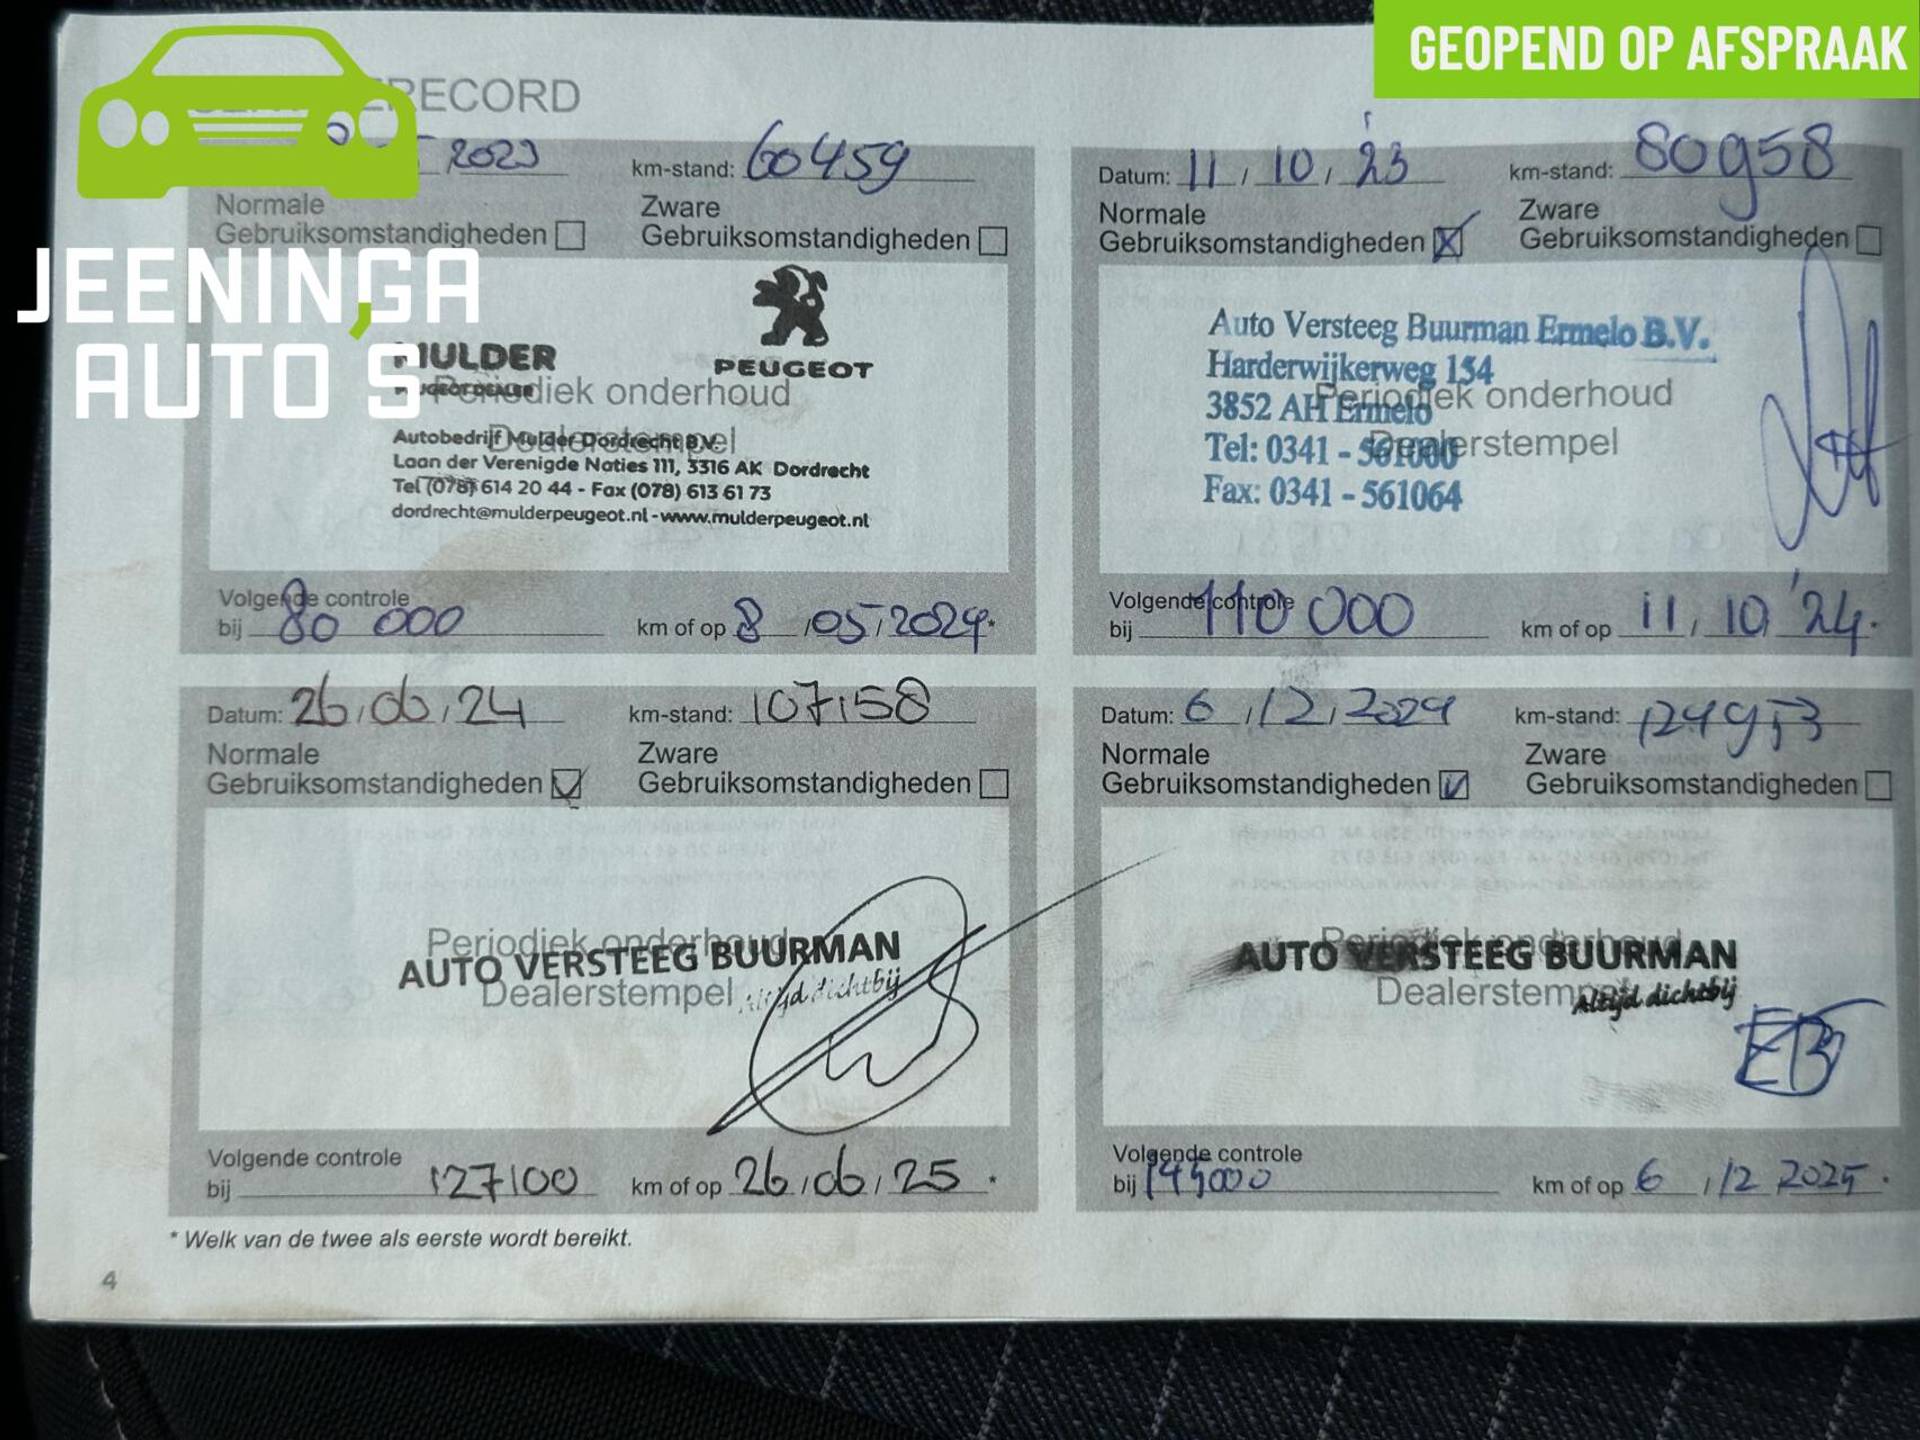 GEOPEND OP AFSPRAAK
JEENINGA
AUTO'S
RECORD
2023 km-stand: 60459
Normale
Gebruiksomstandigheden
Zware
Gebruiksomstandigheden
MULDER
PEUGEOT DEALER
PEUGEOT
Periodiek onderhoud
Dealerstempel
Autobedrijf Mulder Dordrecht B.V.
Laan der Verenigde Naties 111, 3316 AK Dordrecht
Tel (078) 614 20 44 - Fax (078) 613 61 73
dordrecht@mulderpeugeot.nl - www.mulderpeugeot.nl
Volgende controle
bij 80 000 km of op 8 / 05 / 2024 *
Datum: 11 / 10 / '23 km-stand: 80958
Normale
Gebruiksomstandigheden
Zware
Gebruiksomstandigheden
Auto Versteeg Buurman Ermelo B.V.
Harderwijkerweg 154
3852 AH Ermelo
Tel: 0341 - 561000
Fax: 0341 - 561064
Periodiek onderhoud
Dealerstempel
Volgende controle
bij 110 000 km of op 11 / 10 / '24 *
Datum: 26 / 06 / 24 km-stand: 107158
Normale
Gebruiksomstandigheden
Zware
Gebruiksomstandigheden
Periodiek onderhoud
AUTO VERSTEEG BUURMAN
Altijd dichtbij
Dealerstempel
Volgende controle
bij 127100 km of op 26 / 06 / 25 *
Datum: 6 / 12 / 2024 km-stand: 124953
Normale
Gebruiksomstandigheden
Zware
Gebruiksomstandigheden
Periodiek onderhoud
AUTO VERSTEEG BUURMAN
Altijd dichtbij
Dealerstempel
EB
Volgende controle
bij 145000 km of op 6 / 12 2025 *
* Welk van de twee als eerste wordt bereikt.
4